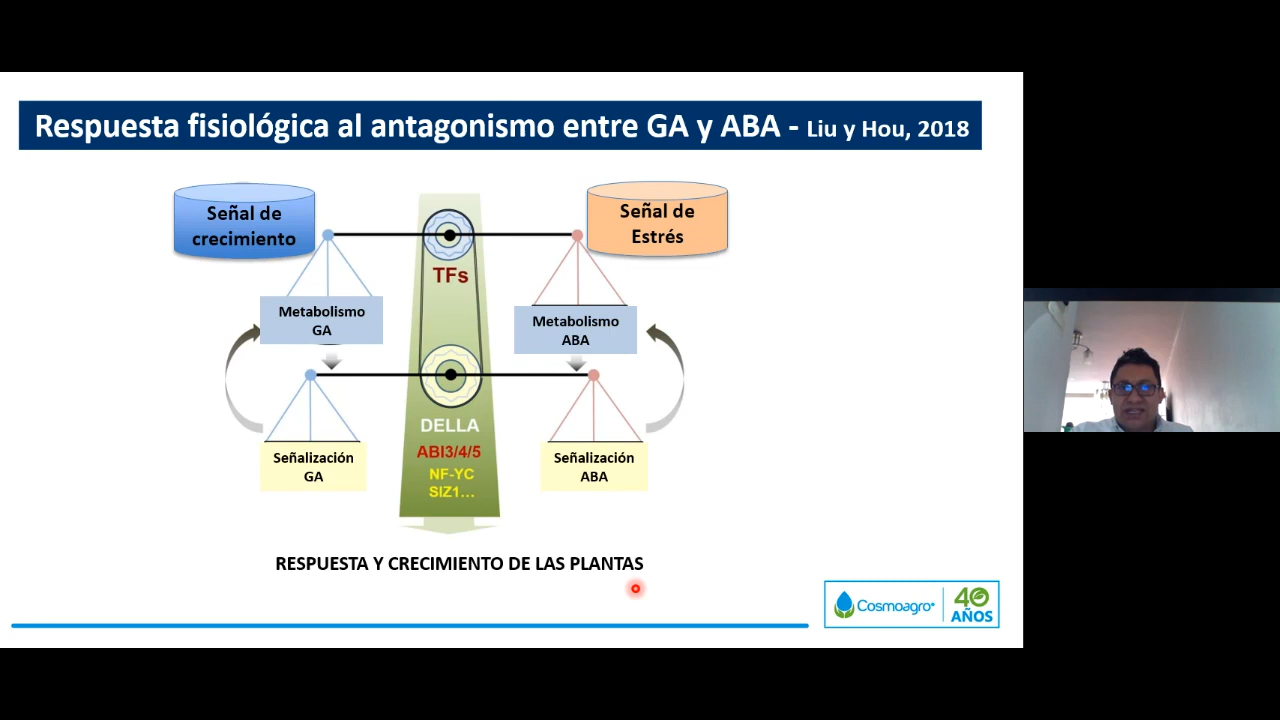 Respuesta fisiológica al antagonismo entre GA y ABA - Liu y Hou, 2018
Señal de
crecimiento
Señal de
Estrés
TFs
Metabolismo
GA
Metabolismo
ABA
DELLA
ABI3/4/5
NF-YC
SIZ1...
Señalización
GA
Señalización
ABA
RESPUESTA Y CRECIMIENTO DE LAS PLANTAS
Cosmoagro
40
AÑOS